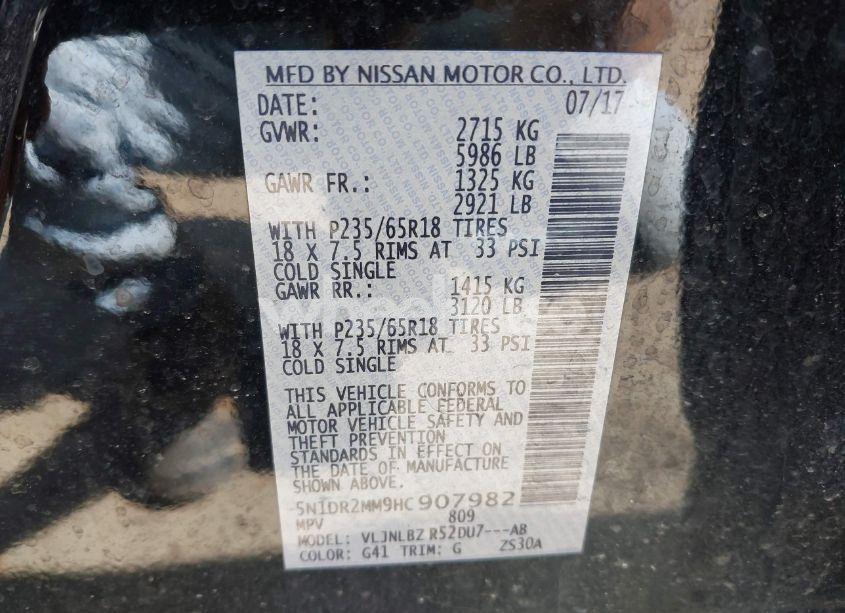 MFD BY NISSAN MOTOR CO., LTD.
DATE: 07/17
GVWR: 2715 KG
5986 LB
GAWR FR.: 1325 KG
2921 LB
WITH P235/65R18 TIRES
18 X 7.5 RIMS AT 33 PSI
COLD SINGLE
GAWR RR.: 1415 KG
3120 LB
WITH P235/65R18 TIRES
18 X 7.5 RIMS AT 33 PSI
COLD SINGLE
THIS VEHICLE CONFORMS TO
ALL APPLICABLE FEDERAL
MOTOR VEHICLE SAFETY AND
THEFT PREVENTION
STANDARDS IN EFFECT ON
THE DATE OF MANUFACTURE
SHOWN ABOVE.
5N1DR2MM9HC907982
MPV 809
MODEL: VLJNLBZ R52DU7---AB
COLOR: G41 TRIM: G ZS30A